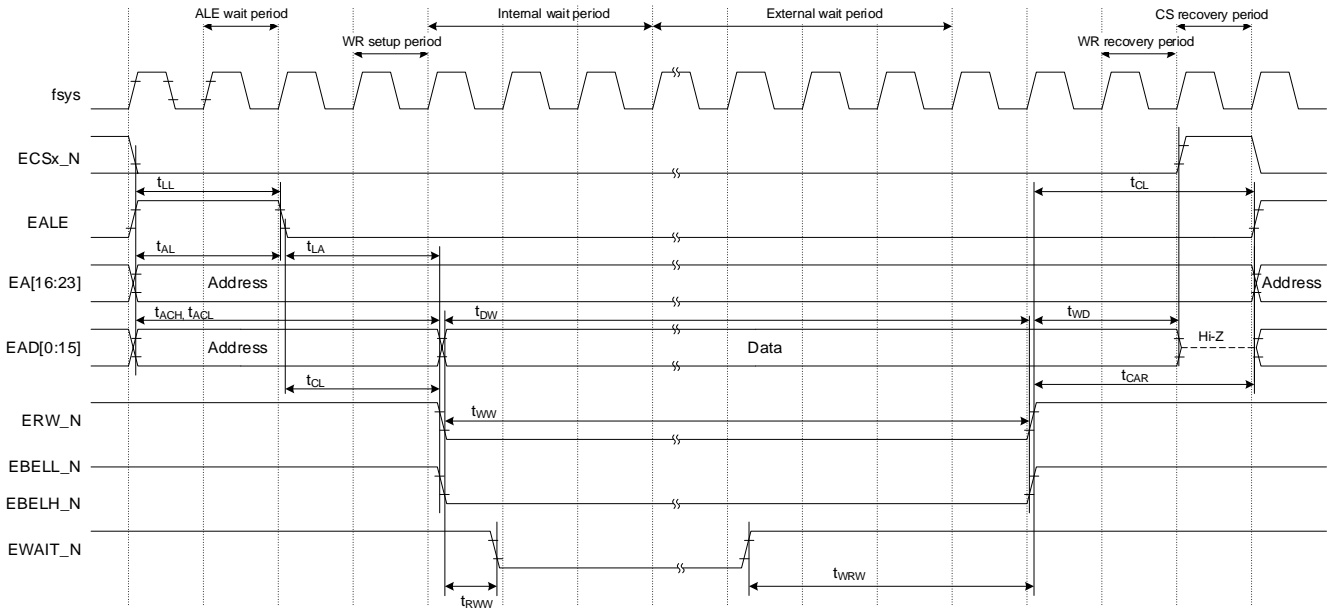 ALE wait period
Internal wait period
External wait period
CS recovery period
WR setup period
WR recovery period
fsys
ECSx_N
tLL
tCL
EALE
tAL
tLA
EA[16:23]
Address
Address
tACH, tACL
tDW
tWD
EAD[0:15]
Address
Data
Hi-Z
tCL
tCAR
ERW_N
tWW
EBELL_N
EBELH_N
EWAIT_N
tRWW
tWRW